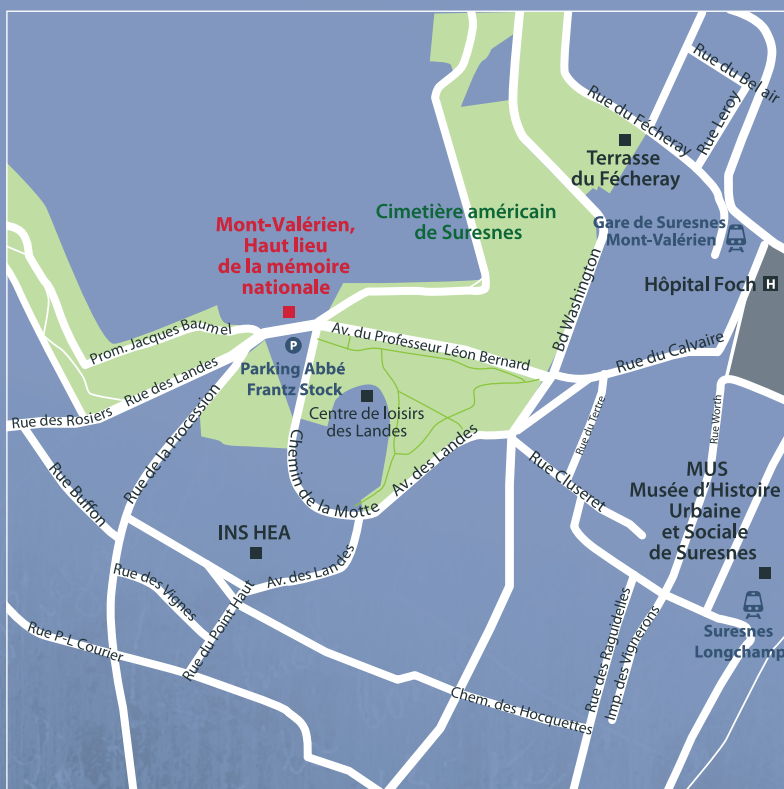 Rue du Bel air
Rue du Fécheray
Rue Leroy
Terrasse
du Fécheray
Cimetière américain
de Suresnes
Mont-Valérien,
Haut lieu
de la mémoire
nationale
Gare de Suresnes
Mont-Valérien
Hôpital Foch H
Bd Washington
Prom. Jacques Baumel
Av. du Professeur Léon Bernard
P
Parking Abbé
Frantz Stock
Rue du Calvaire
Rue des Landes
Rue des Rosiers
Centre de loisirs
des Landes
Rue du Tertre
Rue Worth
Rue de la Procession
Chemin de la Motte
Av. des Landes
Rue Buffon
Rue Cluseret
MUS
Musée d'Histoire
Urbaine
et Sociale
de Suresnes
INS HEA
Av. des Landes
Rue des Vignes
Rue du Point Haut
Rue P-L Courier
Rue des Raguidelles
Imp. des Vignerons
Suresnes
Longchamp
Chem. des Hocquettes